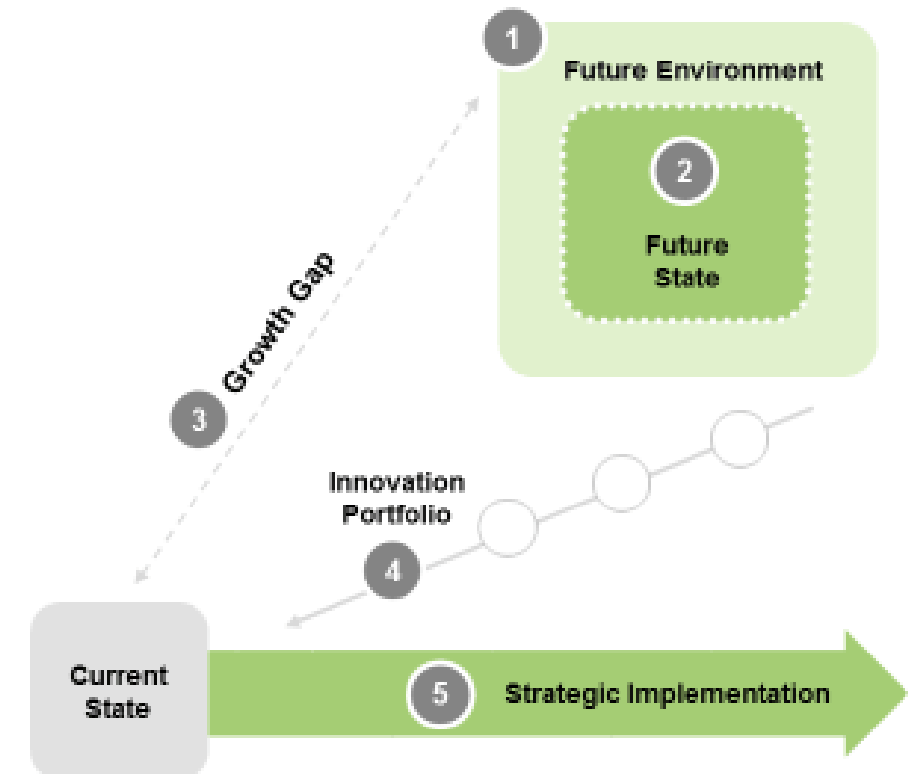 1
Future Environment
2
Future
State
Growth Gap
3
Innovation
Portfolio
4
Current
State
5
Strategic Implementation